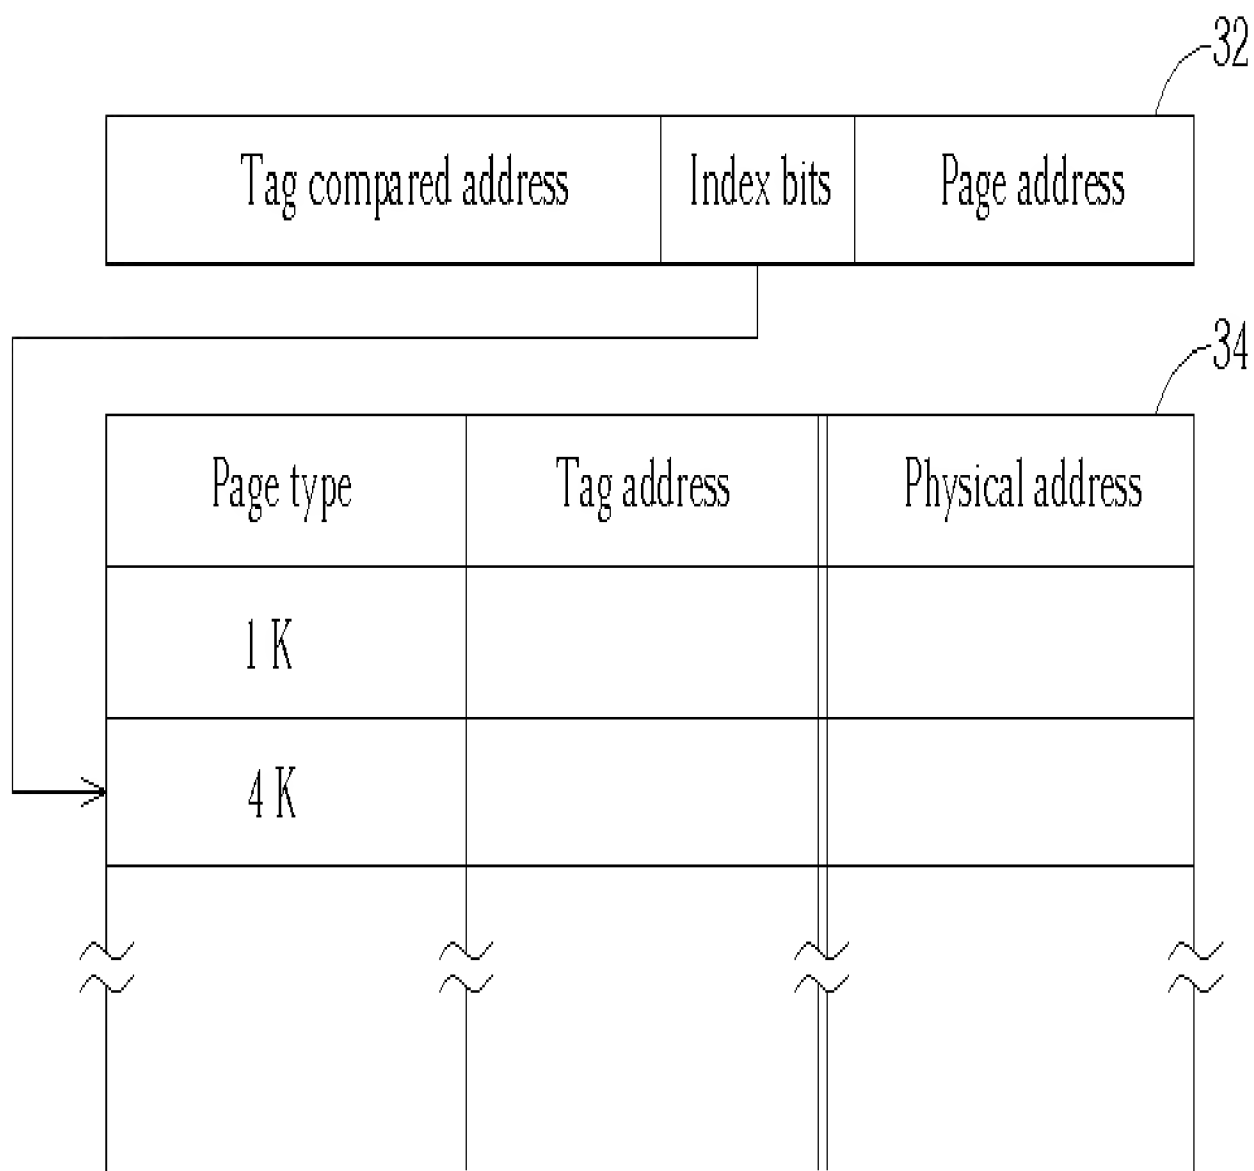 32
Tag compared address Index bits Page address
34
Page type Tag address Physical address
1 K
4 K